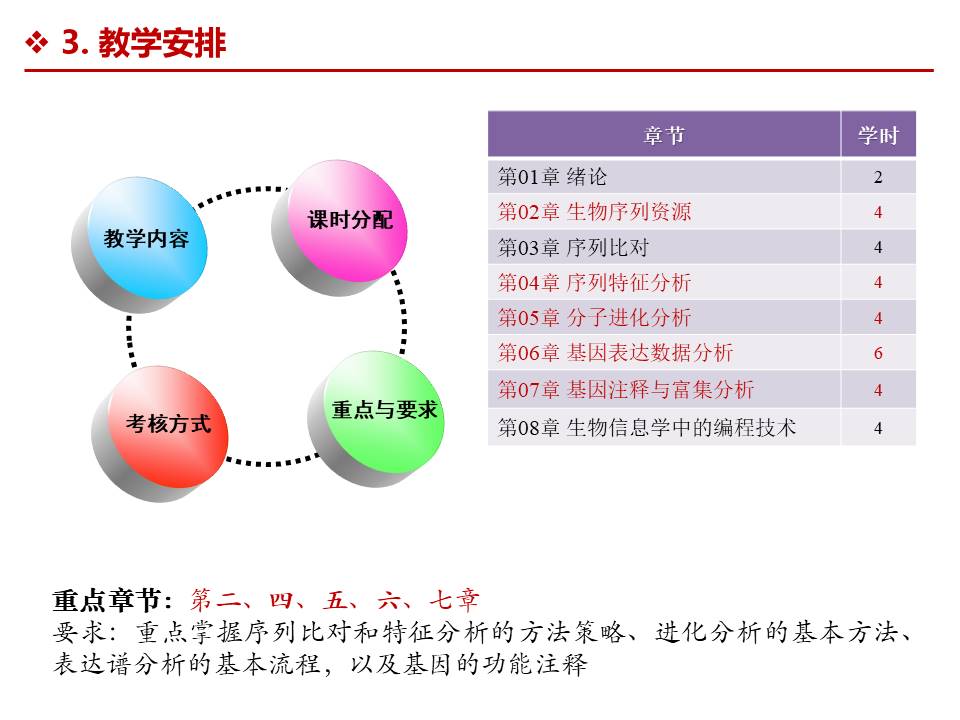 ❖ 3. 教学安排
教学内容
课时分配
考核方式
重点与要求
章节 学时
第01章 绪论 2
第02章 生物序列资源 4
第03章 序列比对 4
第04章 序列特征分析 4
第05章 分子进化分析 4
第06章 基因表达数据分析 6
第07章 基因注释与富集分析 4
第08章 生物信息学中的编程技术 4
重点章节：第二、四、五、六、七章
要求：重点掌握序列比对和特征分析的方法策略、进化分析的基本方法、
表达谱分析的基本流程，以及基因的功能注释